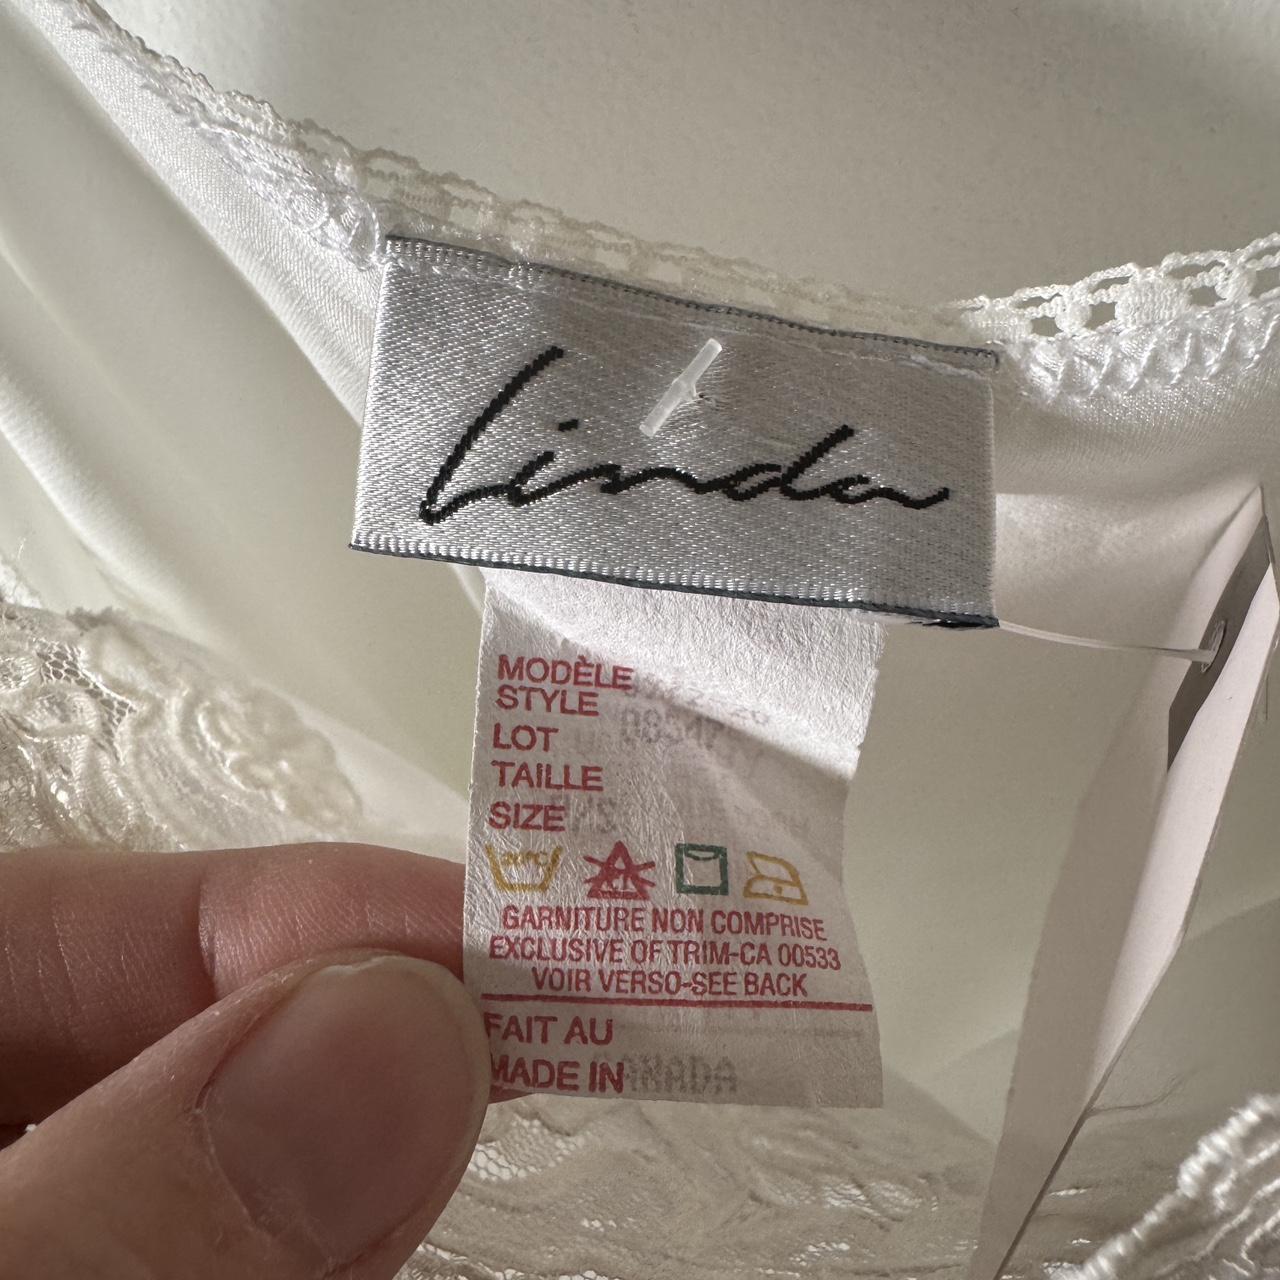 Linda
MODÈLE
STYLE
LOT
TAILLE
SIZE
GARNITURE NON COMPRISE
EXCLUSIVE OF TRIM-CA 00533
VOIR VERSO-SEE BACK
FAIT AU
MADE IN CANADA